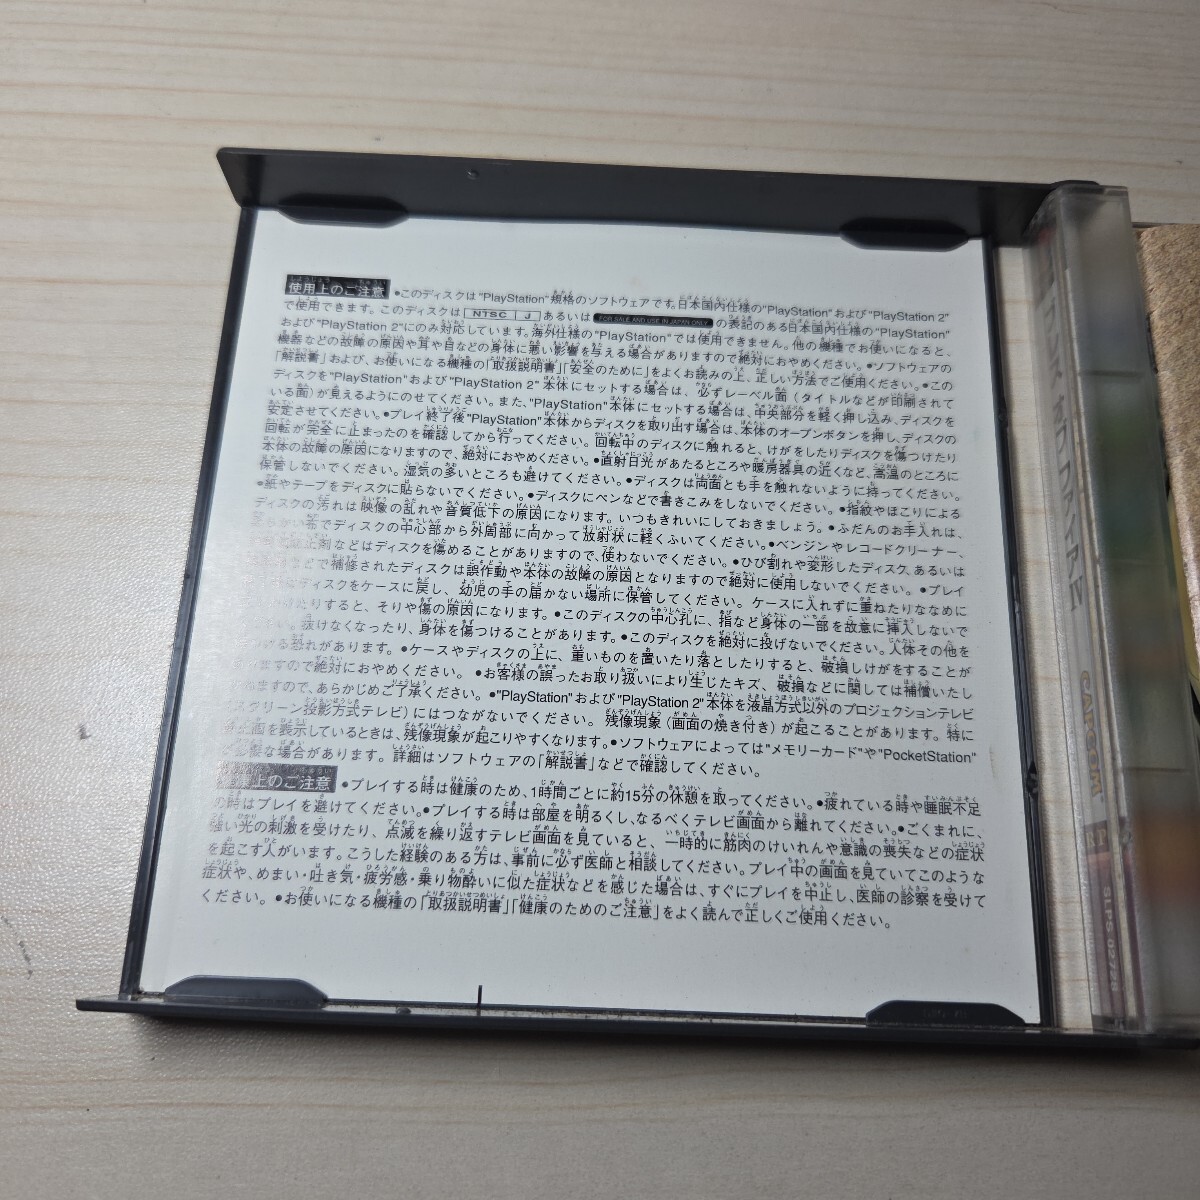 使用上のご注意 ●このディスクは"PlayStation"規格のソフトウェアです。日本国内仕様の"PlayStation"および"PlayStation 2"
で使用できます。このディスクは NTSC J あるいは FOR SALE AND USE IN JAPAN ONLY の表記のある日本国内仕様の"PlayStation"
および"PlayStation 2"にのみ対応しています。海外仕様の"PlayStation"では使用できません。他の機種でお使いになると、
機器などの故障の原因や耳や目などの身体に悪い影響を与える場合がありますので絶対におやめください。●ソフトウェアの
「解説書」および、お使いになる機種の「取扱説明書」「安全のために」をよくお読みの上、正しい方法でご使用ください。●この
ディスクを"PlayStation"および"PlayStation 2"本体にセットする場合は、必ずレーベル面（タイトルなどが印刷されて
いる面）が見えるようにのせてください。また、"PlayStation"本体にセットする場合は、中央部分を軽く押し込み、ディスクを
安定させてください。●プレイ終了後"PlayStation"本体からディスクを取り出す場合は、本体のオープンボタンを押し、ディスクの
回転が完全に止まったのを確認してから行ってください。回転中のディスクに触れると、けがをしたりディスクを傷つけたり
本体の故障の原因になりますので、絶対におやめください。●直射日光があたるところや暖房器具の近くなど、高温のところに
保管しないでください。湿気の多いところも避けてください。●ディスクは両面とも手を触れないように持ってください。
●紙やテープをディスクに貼らないでください。●ディスクにペンなどで書きこみをしないでください。●指紋やほこりによる
ディスクの汚れは映像の乱れや音質低下の原因になります。いつもきれいにしておきましょう。●ふだんのお手入れは、
らかい布でディスクの中心部から外周部に向かって放射状に軽くふいてください。●ベンジンやレコードクリーナー、
止剤などはディスクを傷めることがありますので、使わないでください。●ひび割れや変形したディスク、あるいは
などで補修されたディスクは誤作動や本体の故障の原因となりますので絶対に使用しないでください。●プレイ
にディスクをケースに戻し、幼児の手の届かない場所に保管してください。ケースに入れずに重ねたりななめに
たりすると、そりや傷の原因になります。●このディスクの中心孔に、指など身体の一部を故意に挿入しないで
い。抜けなくなったり、身体を傷つけることがあります。●このディスクを絶対に投げないでください。人体その他を
る恐れがあります。●ケースやディスクの上に、重いものを置いたり落としたりすると、破損しけがをすることが
ますので絶対におやめください。●お客様の誤ったお取り扱いにより生じたキズ、破損などに関しては補償いたし
ますので、あらかじめご了承ください。●"PlayStation"および"PlayStation 2"本体を液晶方式以外のプロジェクションテレビ
スクリーン投影方式テレビ）にはつながないでください。残像現象（画面の焼き付き）が起こることがあります。特に
画を表示しているときは、残像現象が起こりやすくなります。●ソフトウェアによっては"メモリーカード"や"PocketStation"
な場合があります。詳細はソフトウェアの「解説書」などで確認してください。
上のご注意 ●プレイする時は健康のため、1時間ごとに約15分の休憩を取ってください。●疲れている時や睡眠不足
の時はプレイを避けてください。●プレイする時は部屋を明るくし、なるべくテレビ画面から離れてください。●ごくまれに、
強い光の刺激を受けたり、点滅を繰り返すテレビ画面を見ていると、一時的に筋肉のけいれんや意識の喪失などの症状
を起こす人がいます。こうした経験のある方は、事前に必ず医師と相談してください。プレイ中の画面を見ていてこのような
症状や、めまい・吐き気・疲労感・乗り物酔いに似た症状などを感じた場合は、すぐにプレイを中止し、医師の診察を受けて
ください。●お使いになる機種の「取扱説明書」「健康のためのご注意」をよく読んで正しくご使用ください。
CAPCOM
SLPS 02728